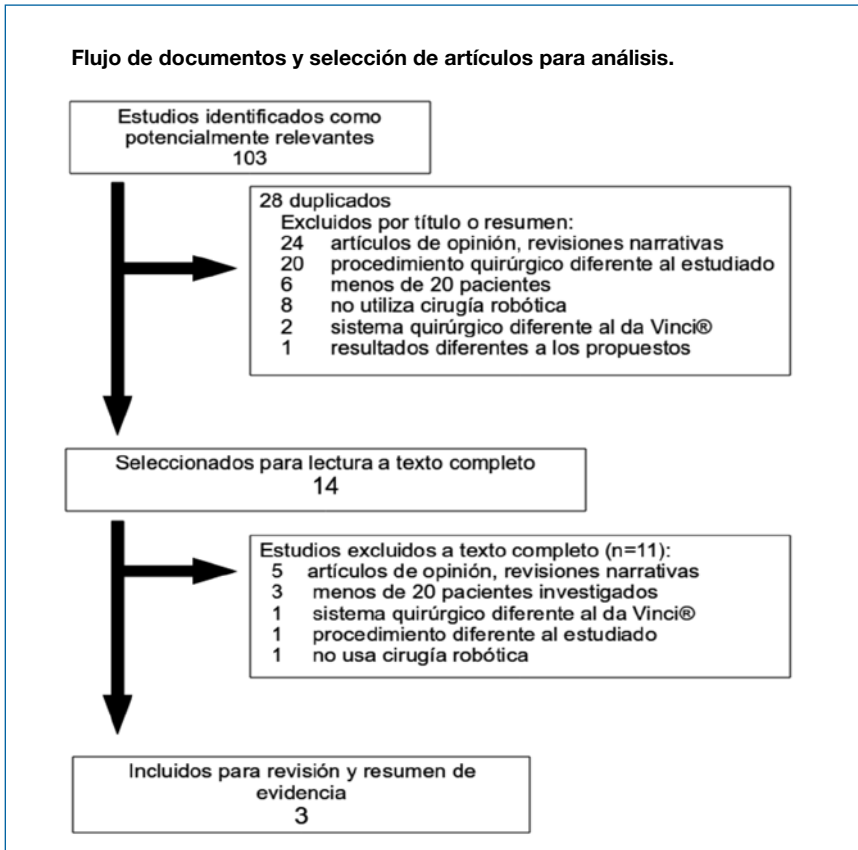 Flujo de documentos y selección de artículos para análisis.
Estudios identificados como
potencialmente relevantes
103
28 duplicados
Excluidos por título o resumen:
24 artículos de opinión, revisiones narrativas
20 procedimiento quirúrgico diferente al estudiado
6 menos de 20 pacientes
8 no utiliza cirugía robótica
2 sistema quirúrgico diferente al da Vinci®
1 resultados diferentes a los propuestos
Seleccionados para lectura a texto completo
14
Estudios excluidos a texto completo (n=11):
5 artículos de opinión, revisiones narrativas
3 menos de 20 pacientes investigados
1 sistema quirúrgico diferente al da Vinci®
1 procedimiento diferente al estudiado
1 no usa cirugía robótica
Incluidos para revisión y resumen de
evidencia
3